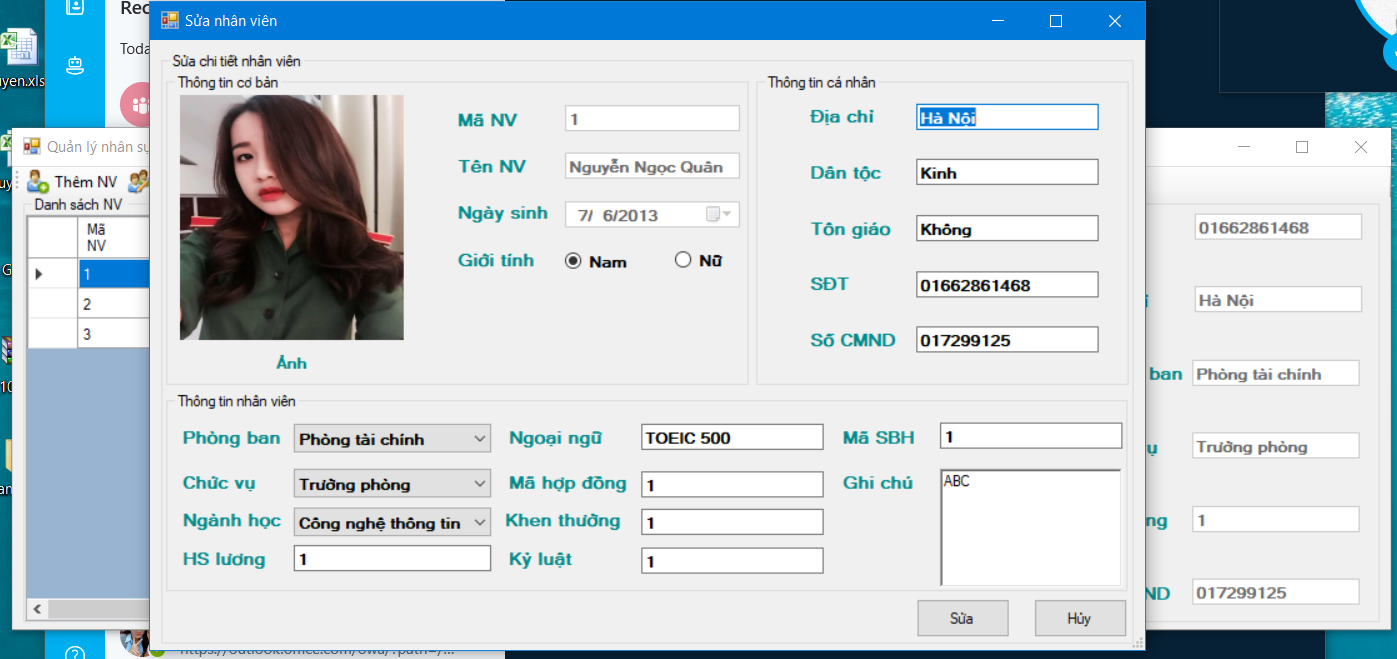 Rec
Toda
yen.xls
Sửa nhân viên
Sửa chi tiết nhân viên
Thông tin cơ bản
Mã NV
1
Tên NV
Nguyễn Ngọc Quân
Ngày sinh
7/ 6/2013
Giới tính
Nam
Nữ
Ảnh
Thông tin cá nhân
Địa chỉ
Hà Nội
Dân tộc
Kinh
Tôn giáo
Không
SĐT
01662861468
Số CMND
017299125
Thông tin nhân viên
Phòng ban
Phòng tài chính
Chức vụ
Trưởng phòng
Ngành học
Công nghệ thông tin
HS lương
1
Ngoại ngữ
TOEIC 500
Mã hợp đồng
1
Khen thưởng
1
Kỷ luật
1
Mã SBH
1
Ghi chú
ABC
Sửa
Hủy
Quản lý nhân sự
Thêm NV
Danh sách NV
Mã
NV
1
2
3
01662861468
Hà Nội
ban
Phòng tài chính
ụ
Trưởng phòng
ng
1
ND
017299125
https://outlook.office.com/owa/?path=/...